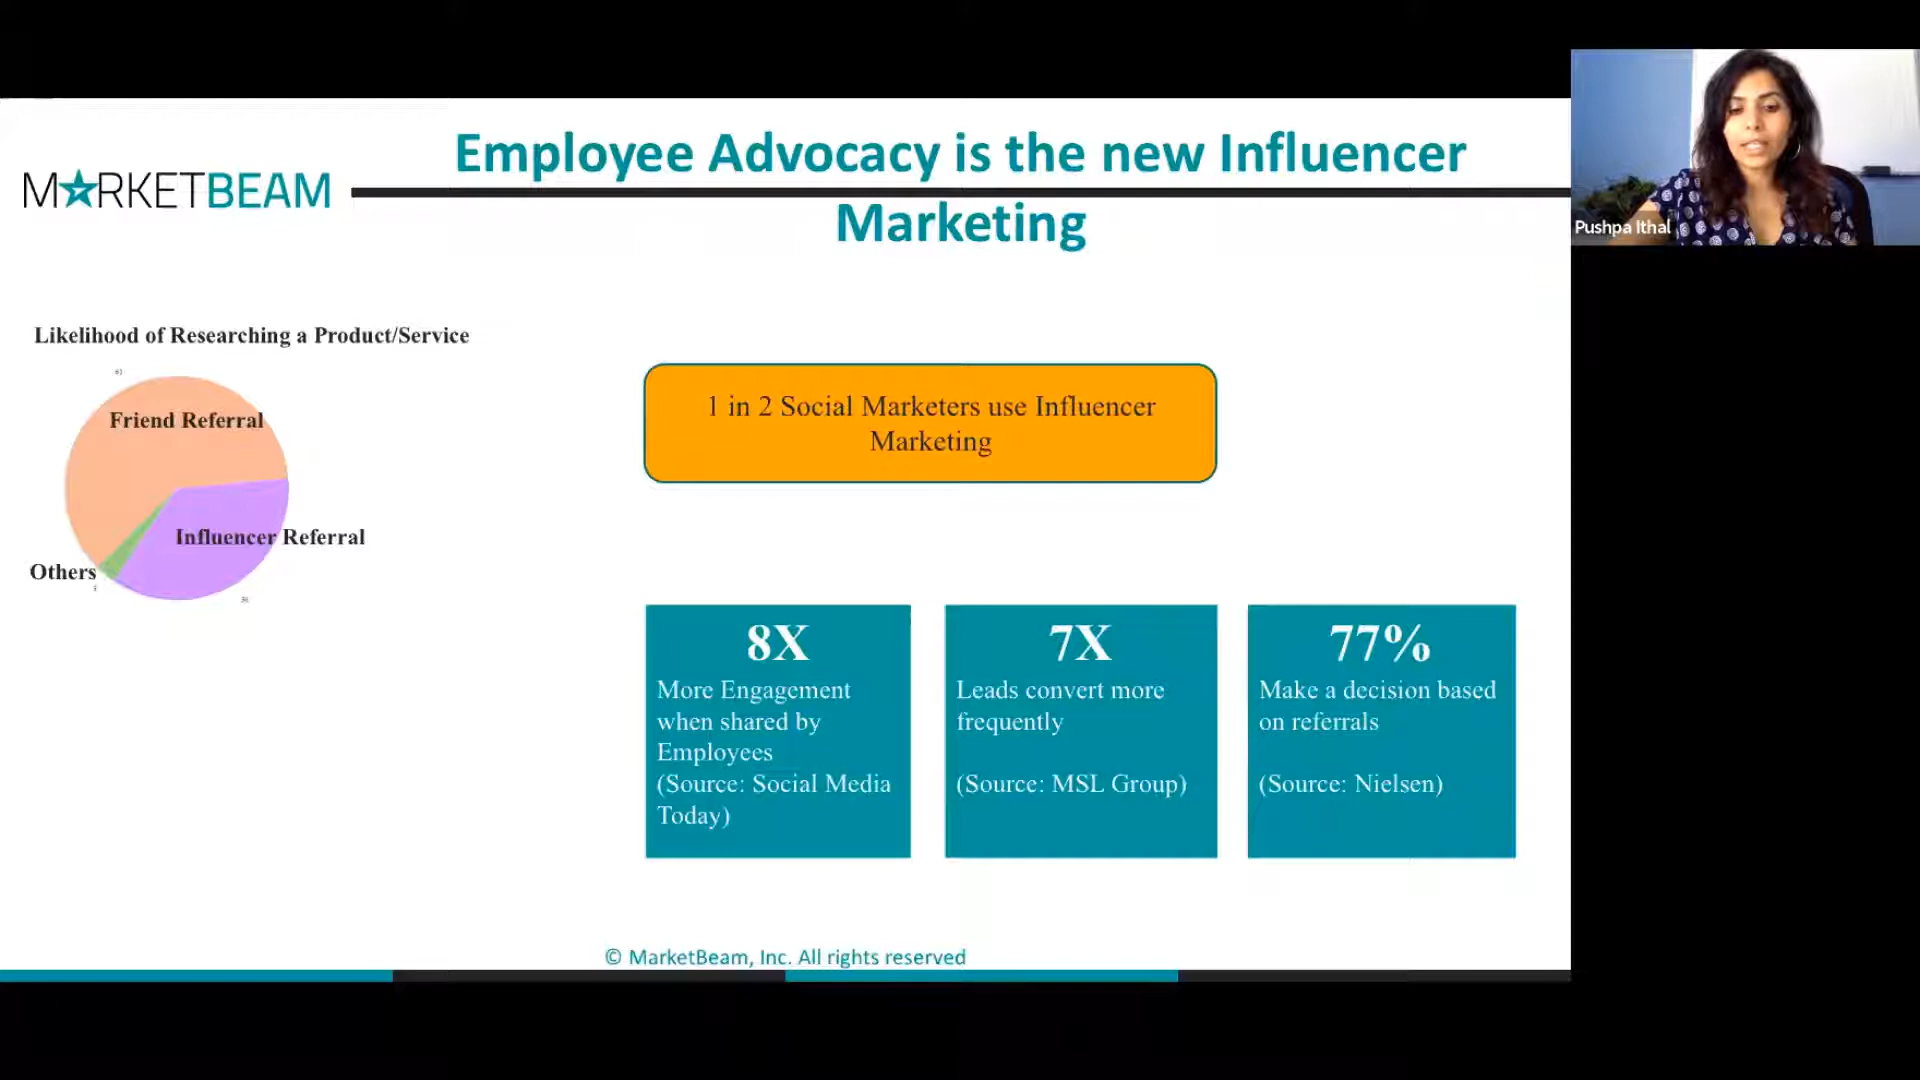 Employee Advocacy is the new Influencer
Marketing
MARKETBEAM
Pushpa Ithal
Likelihood of Researching a Product/Service
Friend Referral
Influencer Referral
Others
1 in 2 Social Marketers use Influencer
Marketing
8X
More Engagement
when shared by
Employees
(Source: Social Media
Today)
7X
Leads convert more
frequently
(Source: MSL Group)
77%
Make a decision based
on referrals
(Source: Nielsen)
© MarketBeam, Inc. All rights reserved